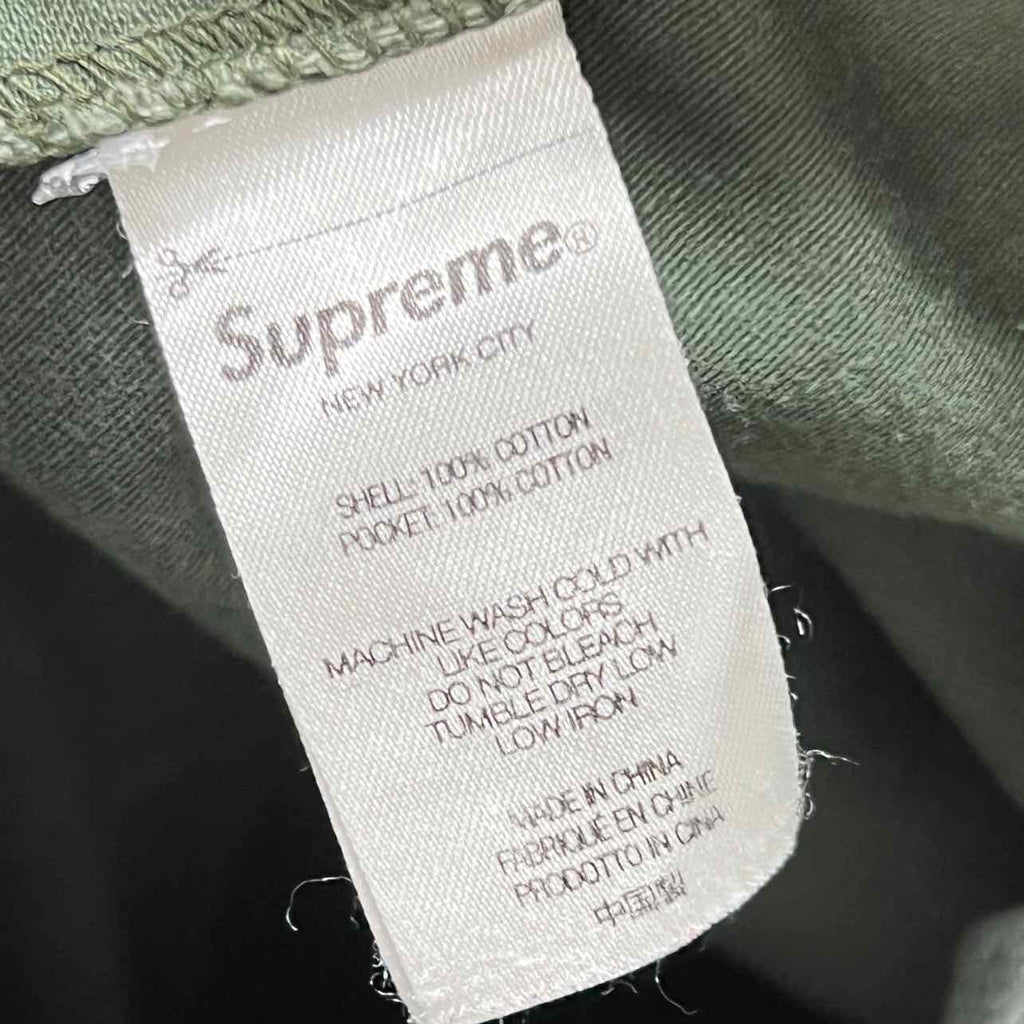 Supreme®
NEW YORK CITY
SHELL: 100% COTTON
POCKET: 100% COTTON
MACHINE WASH COLD WITH
LIKE COLORS
DO NOT BLEACH
TUMBLE DRY LOW
LOW IRON
MADE IN CHINA
FABRIQUÉ EN CHINE
PRODOTTO IN CINA
中国製